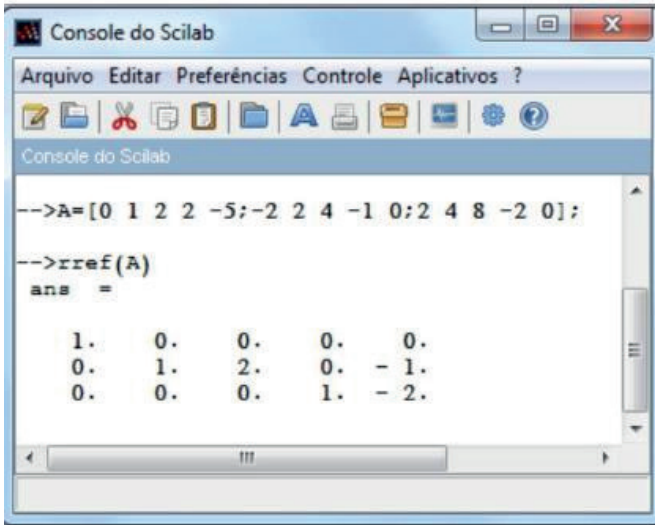 Console do Scilab
Arquivo Editar Preferências Controle Aplicativos ?
Console do Scilab
-->A=[0 1 2 2 -5;-2 2 4 -1 0;2 4 8 -2 0];
-->rref(A)
ans =
1. 0. 0. 0. 0.
0. 1. 2. 0. - 1.
0. 0. 0. 1. - 2.